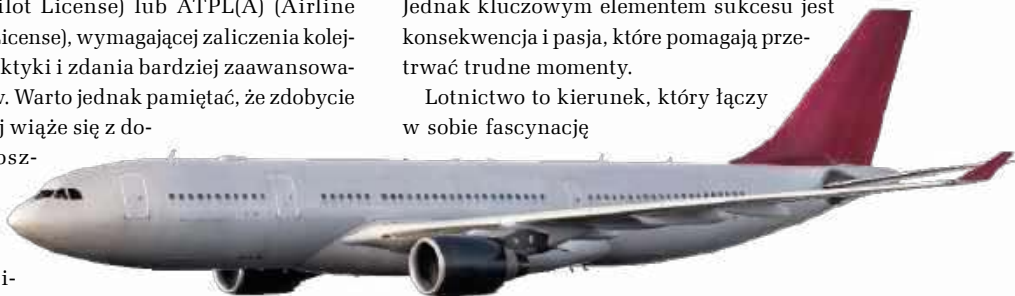 ilot License) lub ATPL(A) (Airline
License), wymagającej zaliczenia kolej-
ktyki i zdania bardziej zaawansowa-
w. Warto jednak pamiętać, że zdobycie
j wiąże się z do-
osz-
i-
Jednak kluczowym elementem sukcesu jest
konsekwencja i pasja, które pomagają prze-
trwać trudne momenty.
Lotnictwo to kierunek, który łączy
w sobie fascynację